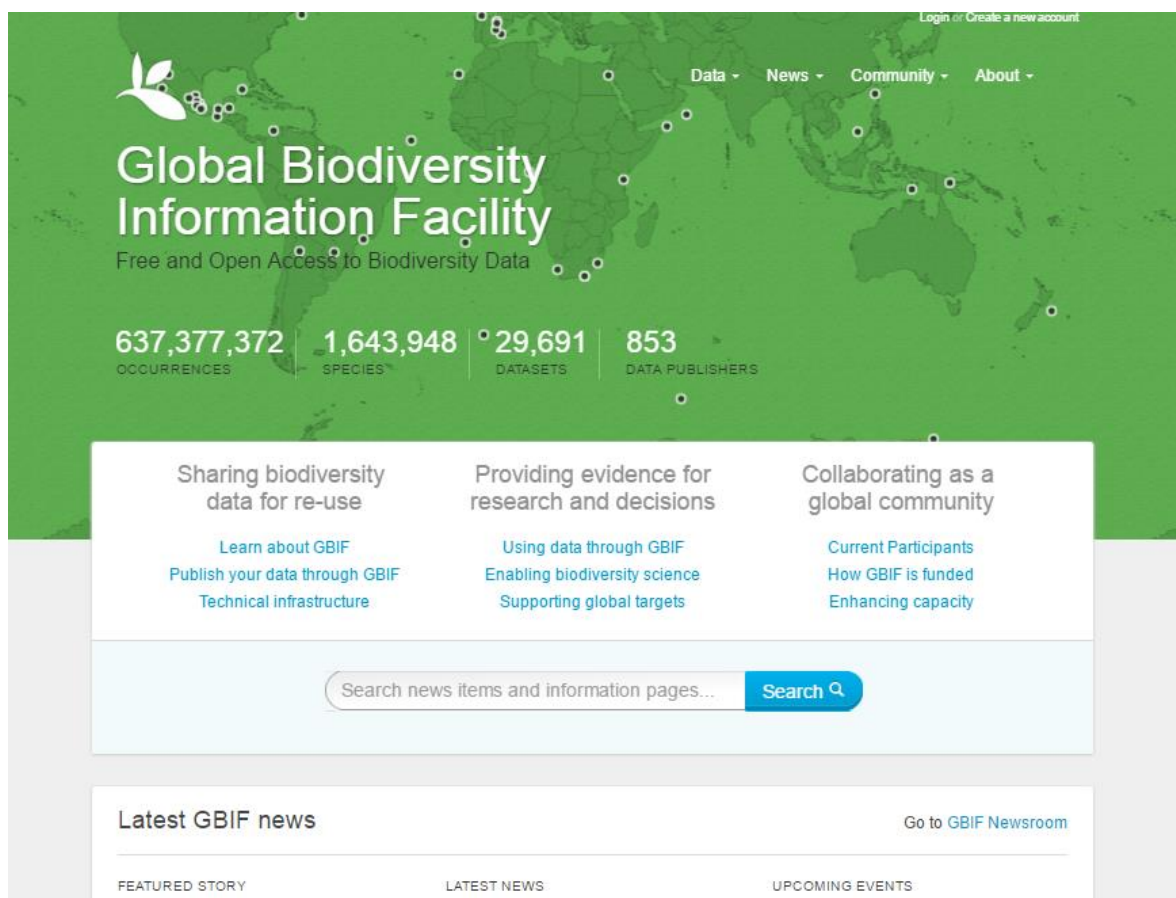 Login or Create a new account
Data News Community About
Global Biodiversity
Information Facility
Free and Open Access to Biodiversity Data
637,377,372 1,643,948 29,691 853
OCCURRENCES SPECIES DATASETS DATA PUBLISHERS
Sharing biodiversity
data for re-use
Learn about GBIF
Publish your data through GBIF
Technical infrastructure
Providing evidence for
research and decisions
Using data through GBIF
Enabling biodiversity science
Supporting global targets
Collaborating as a
global community
Current Participants
How GBIF is funded
Enhancing capacity
Search news items and information pages... Search
Latest GBIF news Go to GBIF Newsroom
FEATURED STORY LATEST NEWS UPCOMING EVENTS